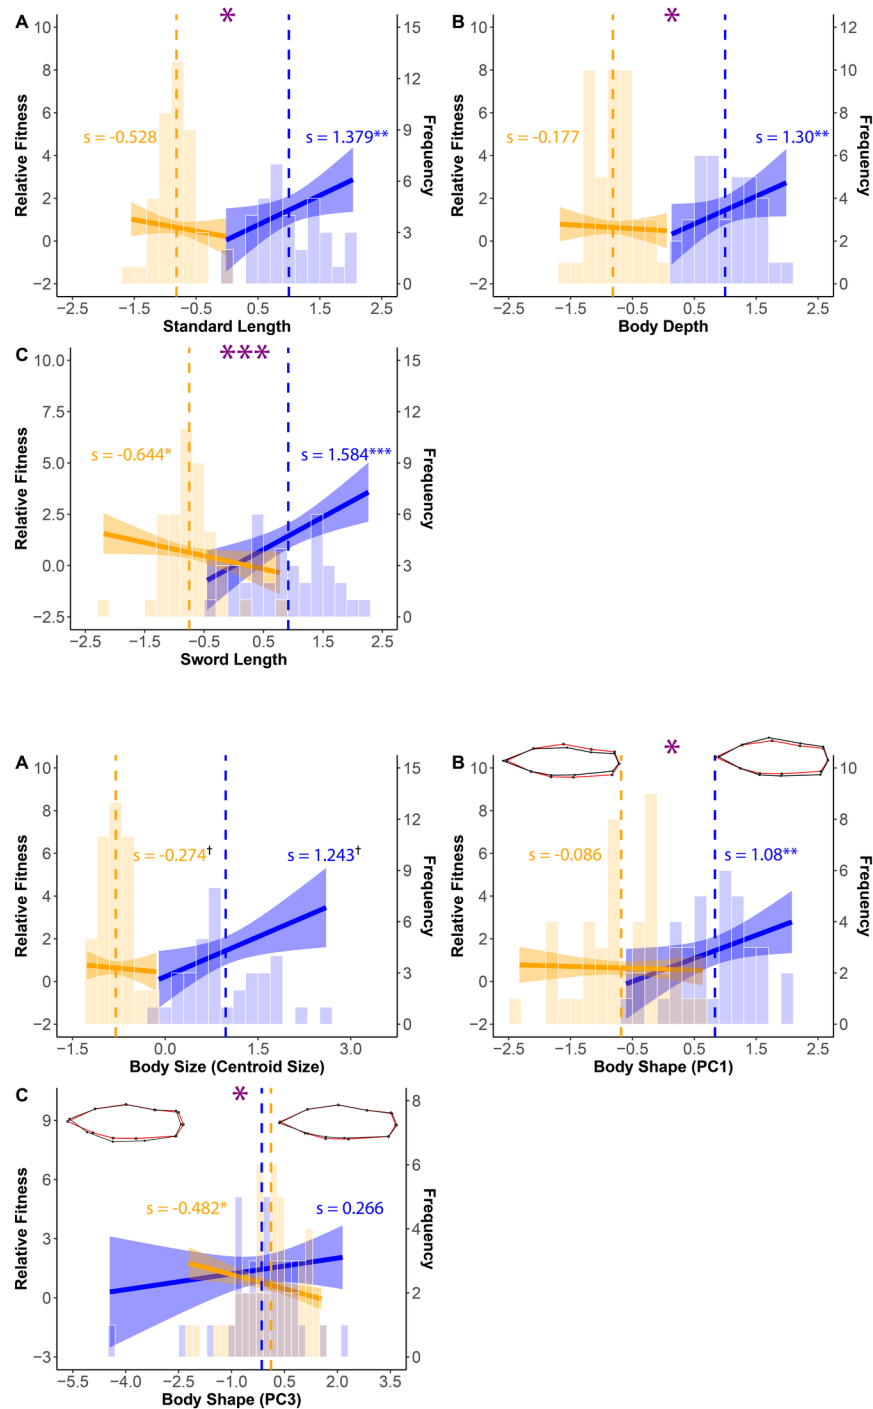 A
*
B
*
10
8
6
4
2
0
−2
Relative Fitness
s = -0.528
s = 1.379**
15
12
9
6
3
0
Frequency
−2.5 −1.5 −0.5 0.5 1.5 2.5
Standard Length
10
8
6
4
2
0
−2
Relative Fitness
s = -0.177
s = 1.30**
12
10
8
6
4
2
0
Frequency
−2.5 −1.5 −0.5 0.5 1.5 2.5
Body Depth
C
***
10.0
7.5
5.0
2.5
0.0
−2.5
Relative Fitness
s = -0.644*
s = 1.584***
15
12
9
6
3
0
Frequency
−2.5 −1.5 −0.5 0.5 1.5 2.5
Sword Length
A
10
8
6
4
2
0
−2
Relative Fitness
s = -0.274†
s = 1.243†
15
12
9
6
3
0
Frequency
−1.5 0.0 1.5 3.0
Body Size (Centroid Size)
B
*
10
8
6
4
2
0
−2
Relative Fitness
s = -0.086
s = 1.08**
10
8
6
4
2
0
Frequency
−2.5 −1.5 −0.5 0.5 1.5 2.5
Body Shape (PC1)
C
*
9
6
3
0
−3
Relative Fitness
s = -0.482*
s = 0.266
8
6
4
2
0
Frequency
−5.5 −4.0 −2.5 −1.0 0.5 2.0 3.5
Body Shape (PC3)